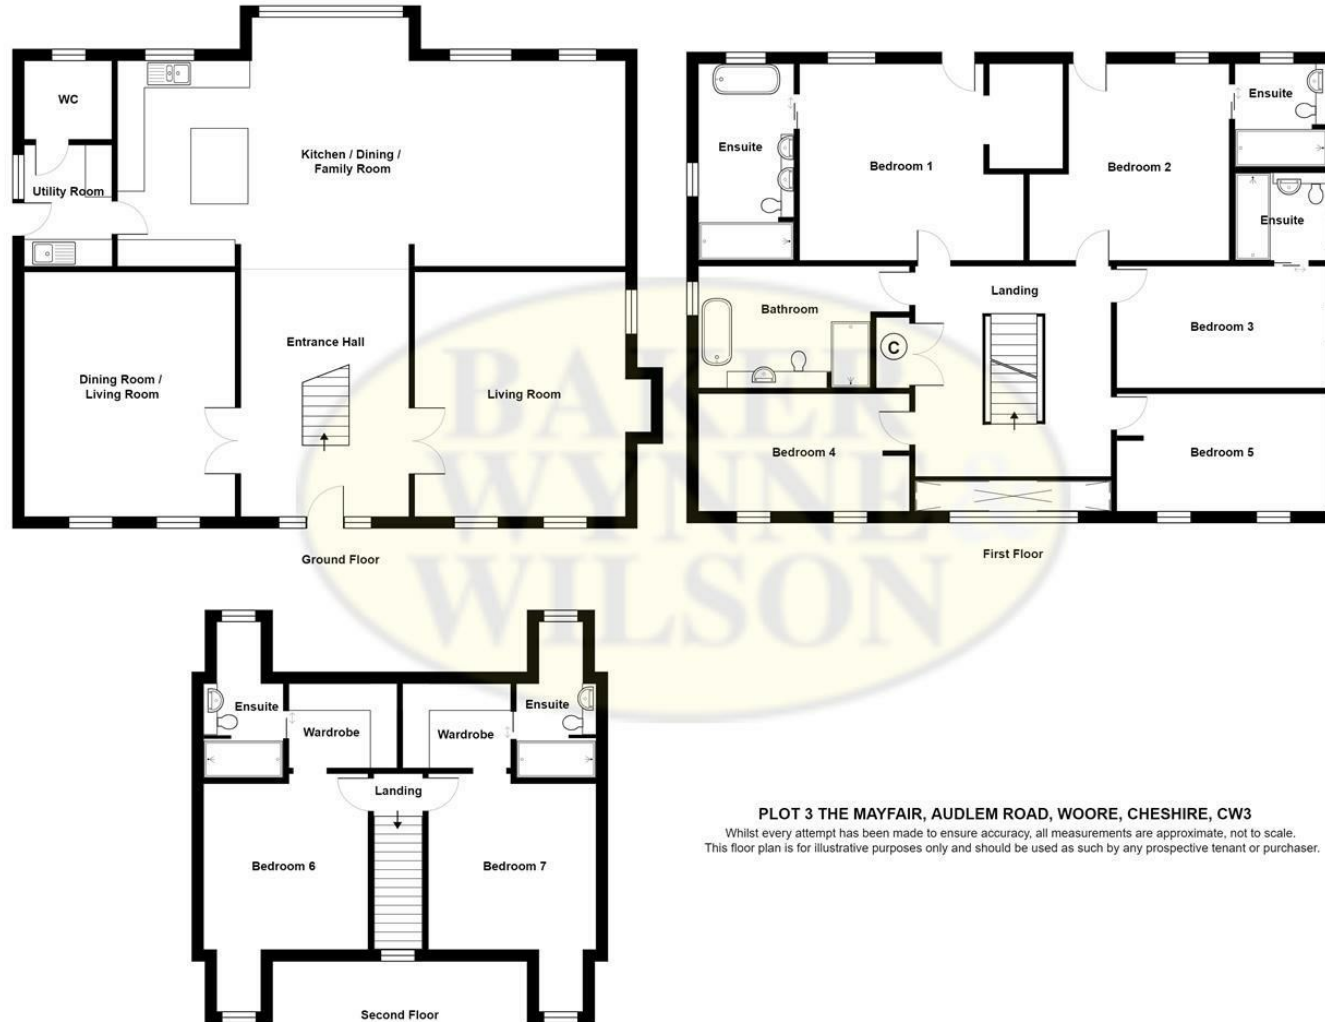 WC
Utility Room
Kitchen / Dining /
Family Room
Entrance Hall
Dining Room /
Living Room
Living Room
Ground Floor
Ensuite
Bedroom 1
Bedroom 2
Ensuite
Ensuite
Landing
Bathroom
C
Bedroom 3
Bedroom 4
Bedroom 5
First Floor
BAKER
WYNNE &
WILSON
Ensuite
Wardrobe
Wardrobe
Ensuite
Landing
Bedroom 6
Bedroom 7
Second Floor
PLOT 3 THE MAYFAIR, AUDLEM ROAD, WOORE, CHESHIRE, CW3
Whilst every attempt has been made to ensure accuracy, all measurements are approximate, not to scale.
This floor plan is for illustrative purposes only and should be used as such by any prospective tenant or purchaser.